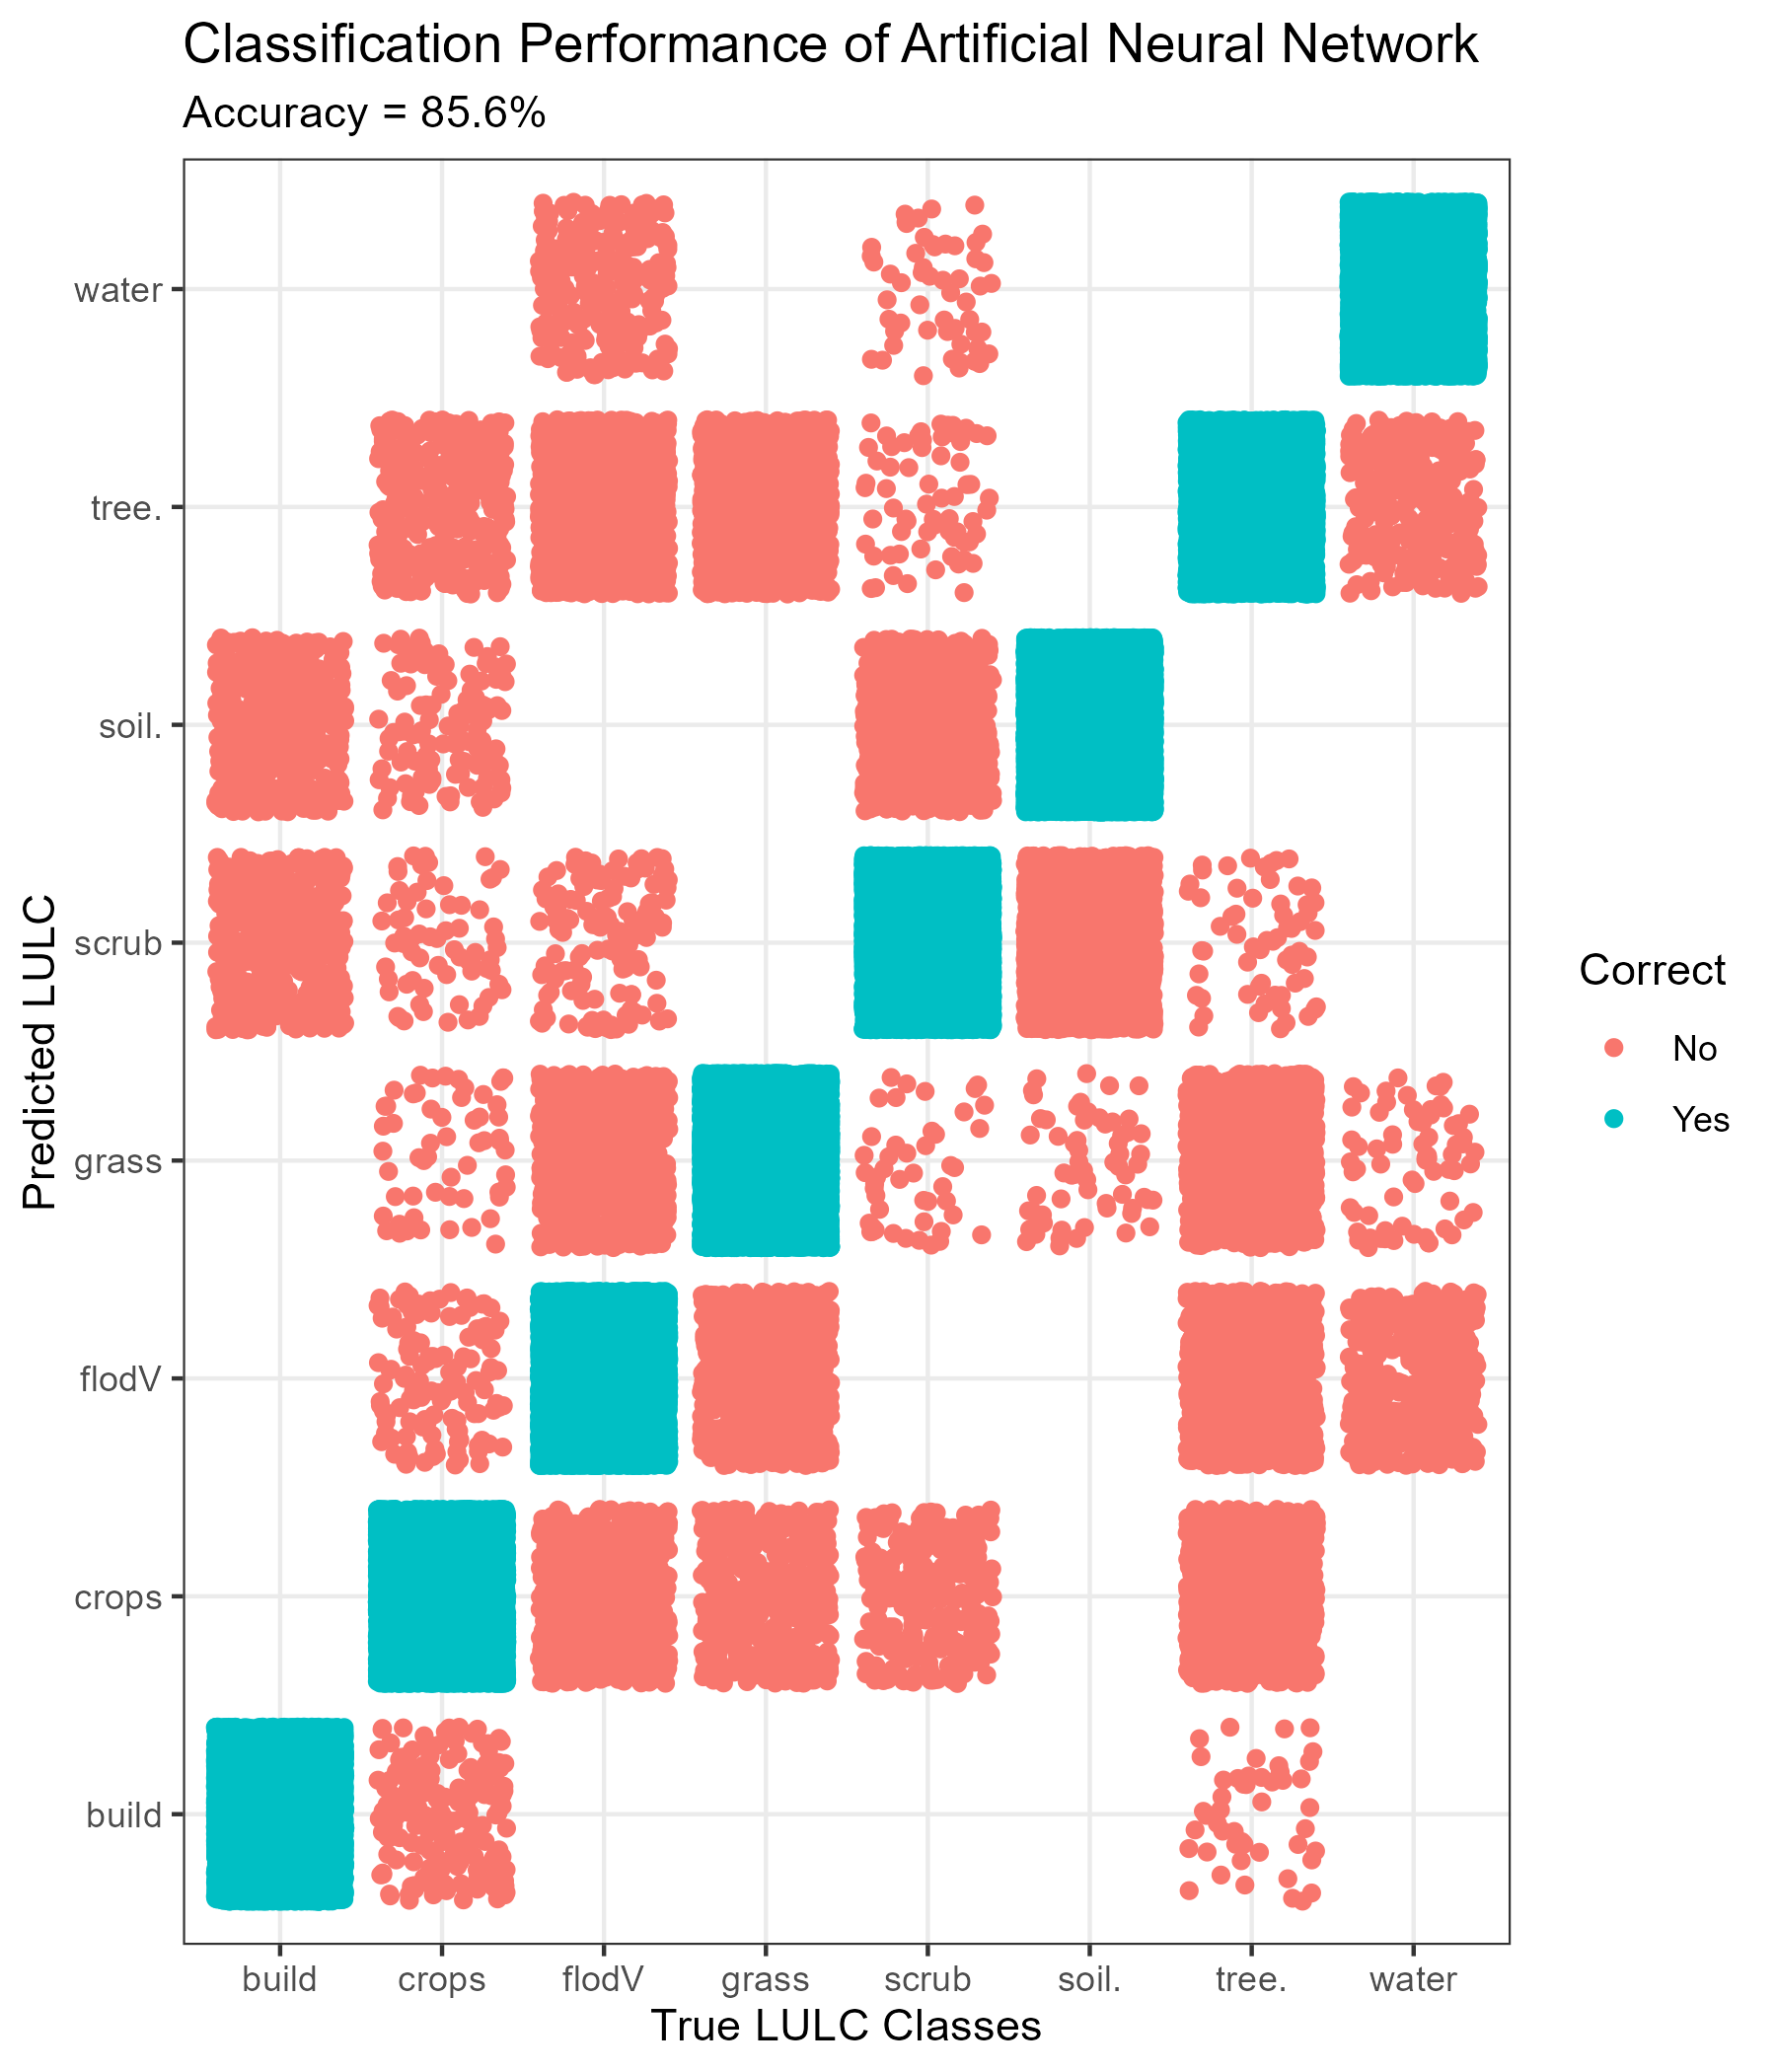 Classification Performance of Artificial Neural Network
Accuracy = 85.6%
water
tree.
soil.
scrub
grass
flodV
crops
build
Predicted LULC
build crops flodV grass scrub soil. tree. water
True LULC Classes
Correct
No
Yes